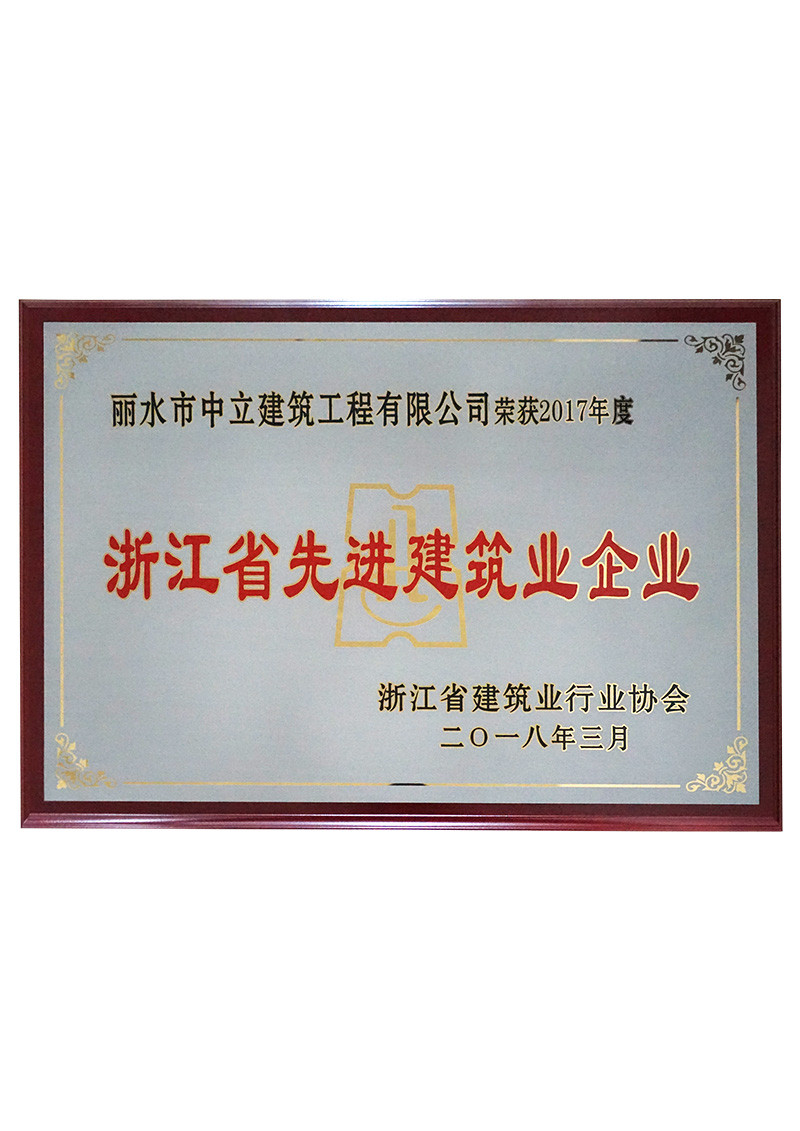 丽水市中立建筑工程有限公司荣获2017年度
浙江省先进建筑业企业
浙江省建筑业行业协会
二〇一八年三月